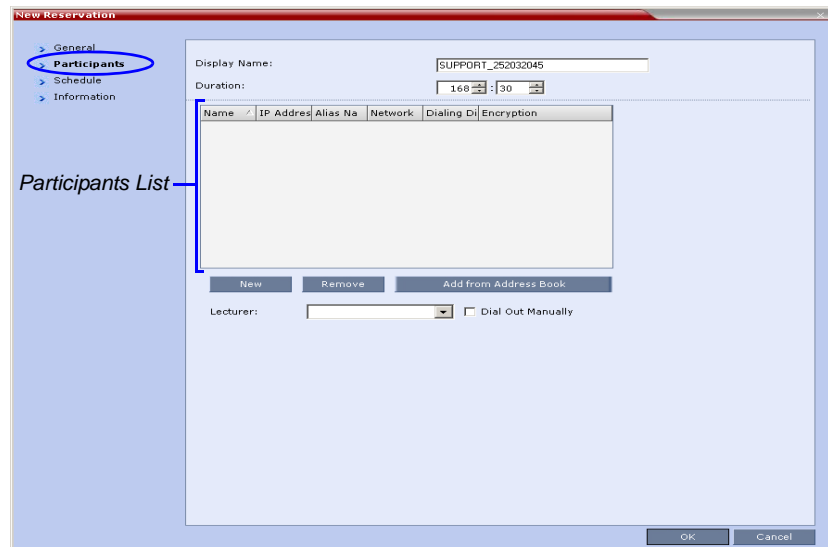 New Reservation
General
Participants
Schedule
Information
Display Name: SUPPORT_252032045
Duration: 168 : 30
Name IP Addres Alias Na Network Dialing Di Encryption
Participants List
New Remove Add from Address Book
Lecturer: Dial Out Manually
OK Cancel